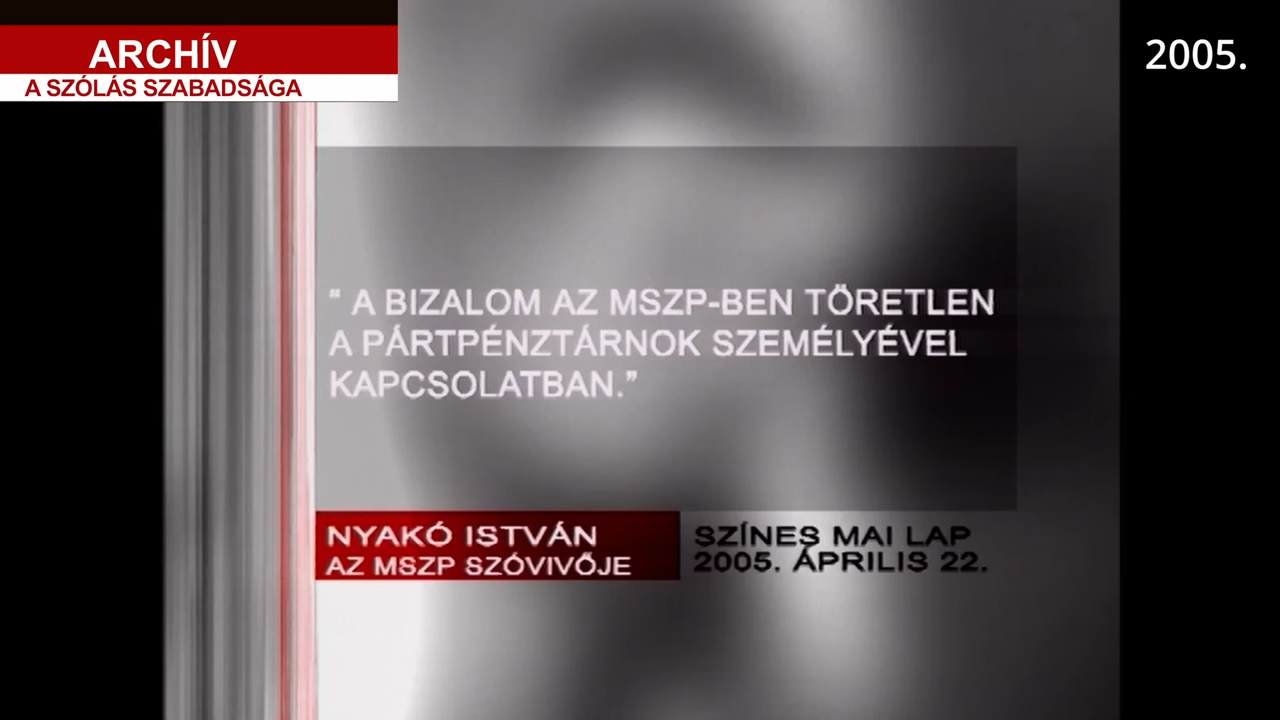 ARCHÍV
A SZÓLÁS SZABADSÁGA
2005.
“ A BIZALOM AZ MSZP-BEN TÖRETLEN
A PÁRTPÉNZTÁRNOK SZEMÉLYÉVEL
KAPCSOLATBAN.”
NYAKÓ ISTVÁN
AZ MSZP SZÓVIVŐJE
SZÍNES MAI LAP
2005. ÁPRILIS 22.